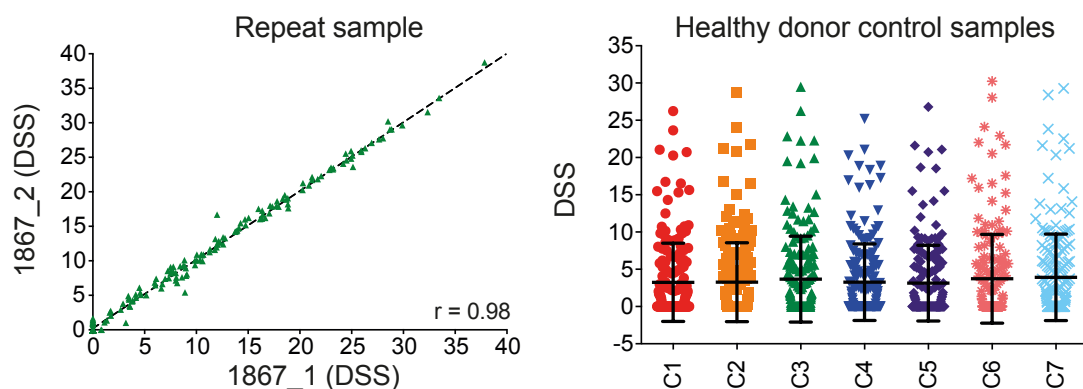 Repeat sample
1867_2 (DSS)
40
35
30
25
20
15
10
5
0
r = 0.98
0 5 10 15 20 25 30 35 40
1867_1 (DSS)
Healthy donor control samples
DSS
35
30
25
20
15
10
5
0
-5
C1 C2 C3 C4 C5 C6 C7